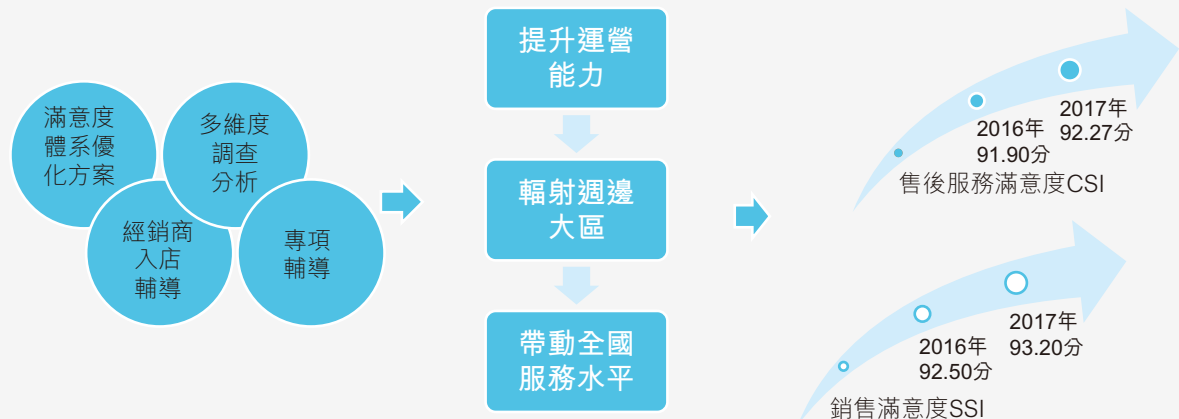 滿意度
體系優
化方案
多維度
調查
分析
經銷商
入店
輔導
專項
輔導
提升運營
能力
輻射週邊
大區
帶動全國
服務水平
2017年
92.27分
2016年
91.90分
售後服務滿意度CSI
2017年
93.20分
2016年
92.50分
銷售滿意度SSI